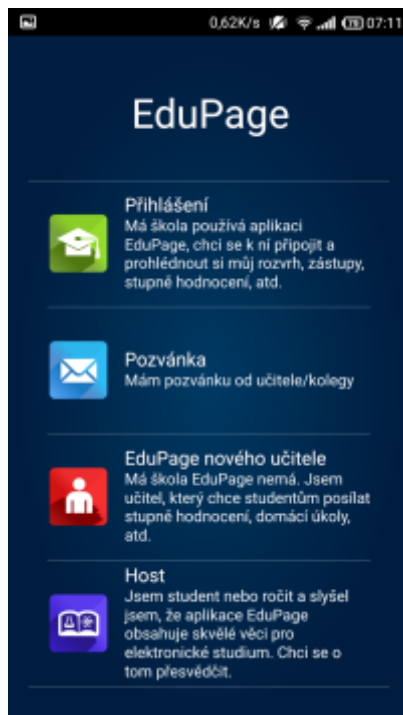 0,62K/s 79 07:11
EduPage
Přihlášení
Má škola používá aplikaci
EduPage, chci se k ní připojit a
prohlédnout si můj rozvrh, zástupy,
stupně hodnocení, atd.
Pozvánka
Mám pozvánku od učitele/kolegy
EduPage nového učitele
Má škola EduPage nemá. Jsem
učitel, který chce studentům posílat
stupně hodnocení, domácí úkoly,
atd.
Host
Jsem student nebo ročit a slyšel
jsem, že aplikace EduPage
obsahuje skvělé věci pro
elektronické studium. Chci se o
tom přesvědčit.